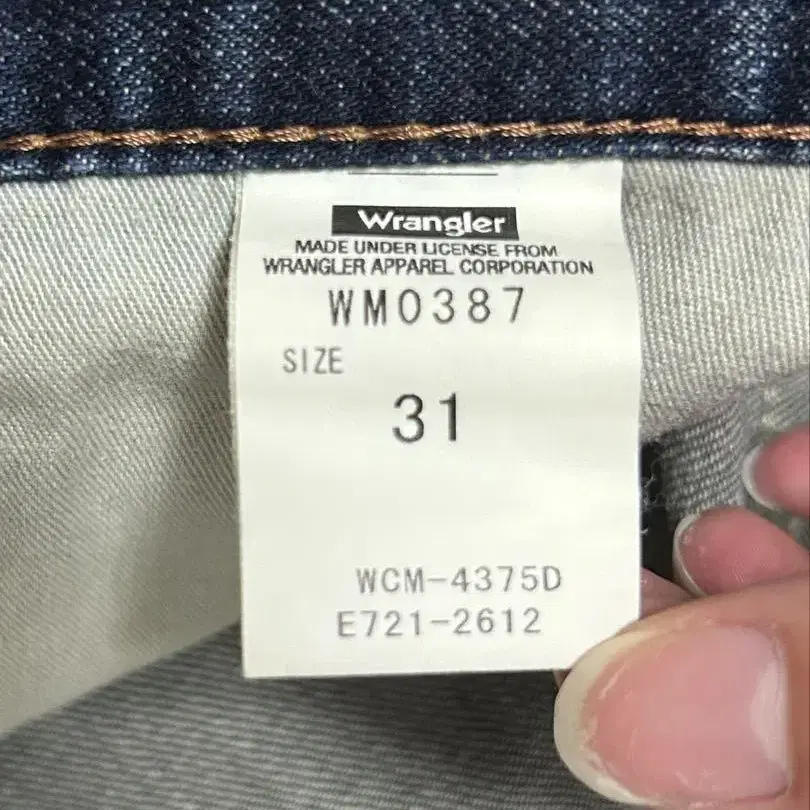 Wrangler
MADE UNDER LICENSE FROM
WRANGLER APPAREL CORPORATION
WM0387
SIZE
31
WCM-4375D
E721-2612